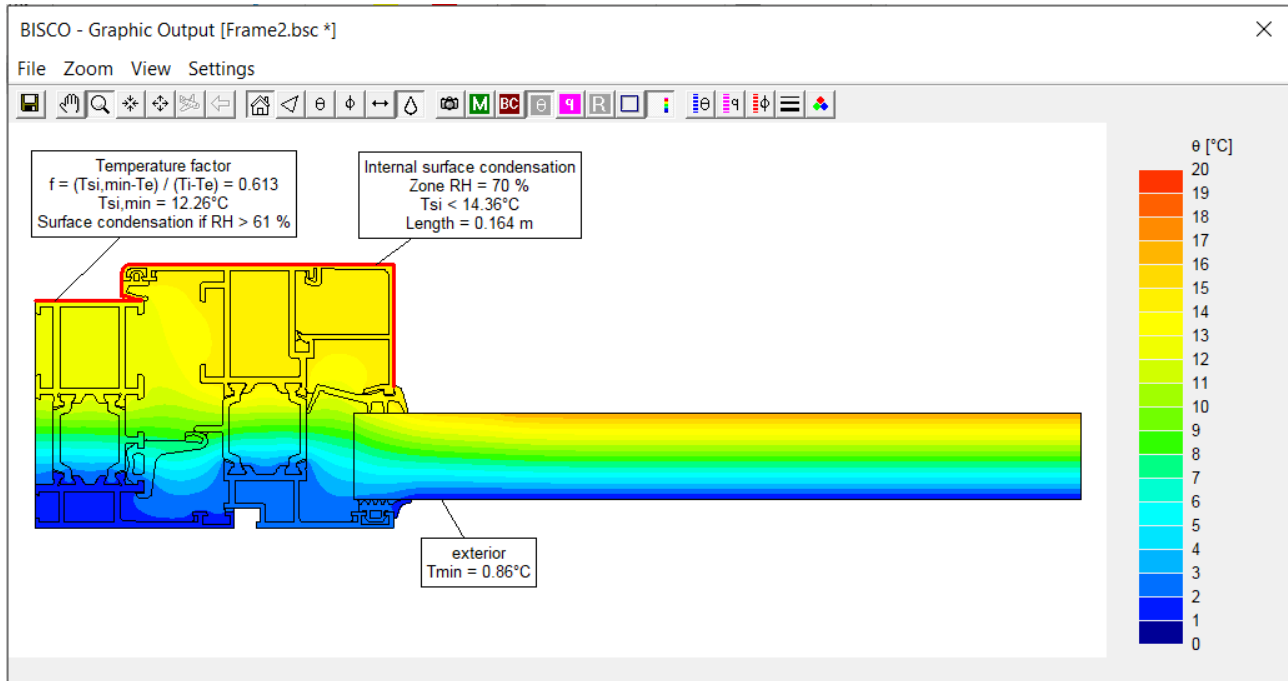 BISCO - Graphic Output [Frame2.bsc *]
File Zoom View Settings
θ ϕ M BC θ q R θ q ϕ
Temperature factor
f = (Tsi,min-Te) / (Ti-Te) = 0.613
Tsi,min = 12.26°C
Surface condensation if RH > 61 %
Internal surface condensation
Zone RH = 70 %
Tsi < 14.36°C
Length = 0.164 m
exterior
Tmin = 0.86°C
θ [°C]
20
19
18
17
16
15
14
13
12
11
10
9
8
7
6
5
4
3
2
1
0